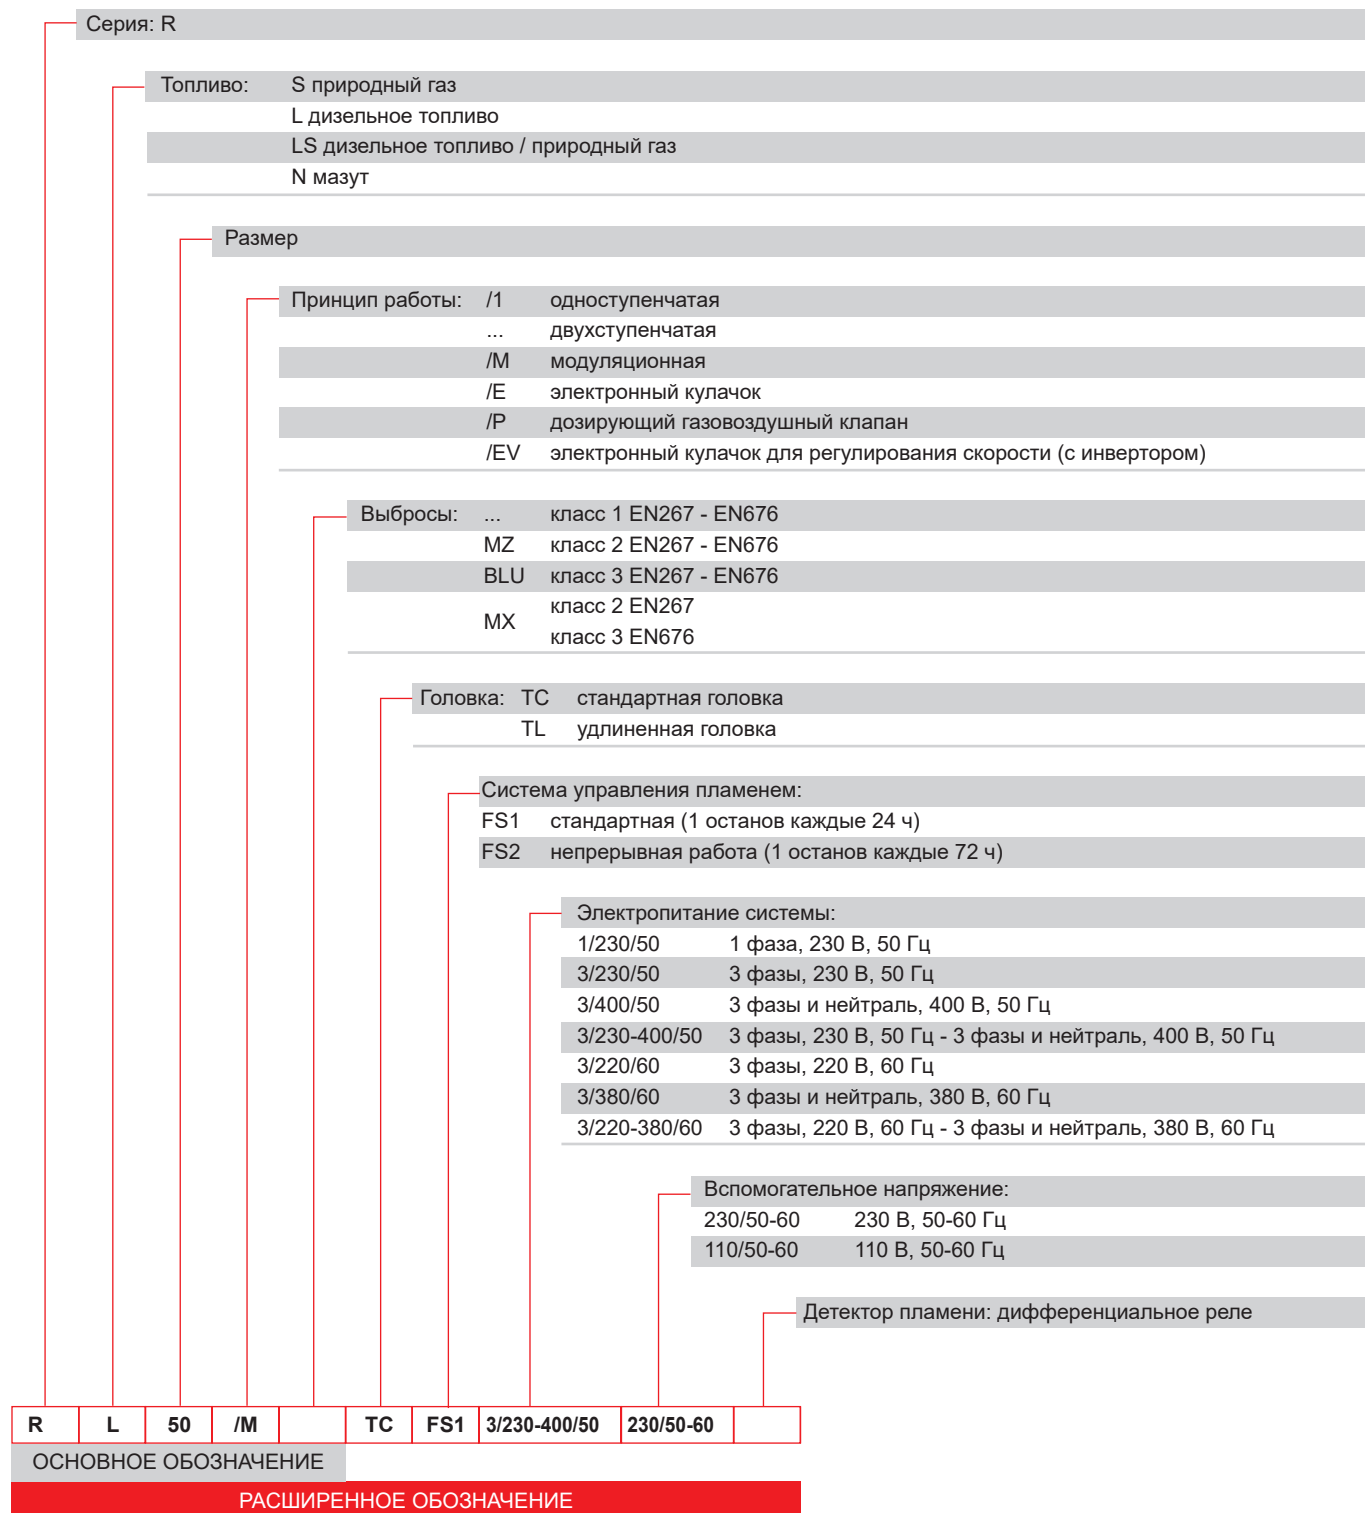 Серия: R
Топливо: S природный газ
L дизельное топливо
LS дизельное топливо / природный газ
N мазут
Размер
Принцип работы: /1 одноступенчатая
... двухступенчатая
/M модуляционная
/E электронный кулачок
/P дозирующий газовоздушный клапан
/EV электронный кулачок для регулирования скорости (с инвертором)
Выбросы: ... класс 1 EN267 - EN676
MZ класс 2 EN267 - EN676
BLU класс 3 EN267 - EN676
MX класс 2 EN267
класс 3 EN676
Головка: TC стандартная головка
TL удлиненная головка
Система управления пламенем:
FS1 стандартная (1 останов каждые 24 ч)
FS2 непрерывная работа (1 останов каждые 72 ч)
Электропитание системы:
1/230/50 1 фаза, 230 В, 50 Гц
3/230/50 3 фазы, 230 В, 50 Гц
3/400/50 3 фазы и нейтраль, 400 В, 50 Гц
3/230-400/50 3 фазы, 230 В, 50 Гц - 3 фазы и нейтраль, 400 В, 50 Гц
3/220/60 3 фазы, 220 В, 60 Гц
3/380/60 3 фазы и нейтраль, 380 В, 60 Гц
3/220-380/60 3 фазы, 220 В, 60 Гц - 3 фазы и нейтраль, 380 В, 60 Гц
Вспомогательное напряжение:
230/50-60 230 В, 50-60 Гц
110/50-60 110 В, 50-60 Гц
Детектор пламени: дифференциальное реле
R L 50 /M TC FS1 3/230-400/50 230/50-60
ОСНОВНОЕ ОБОЗНАЧЕНИЕ
РАСШИРЕННОЕ ОБОЗНАЧЕНИЕ